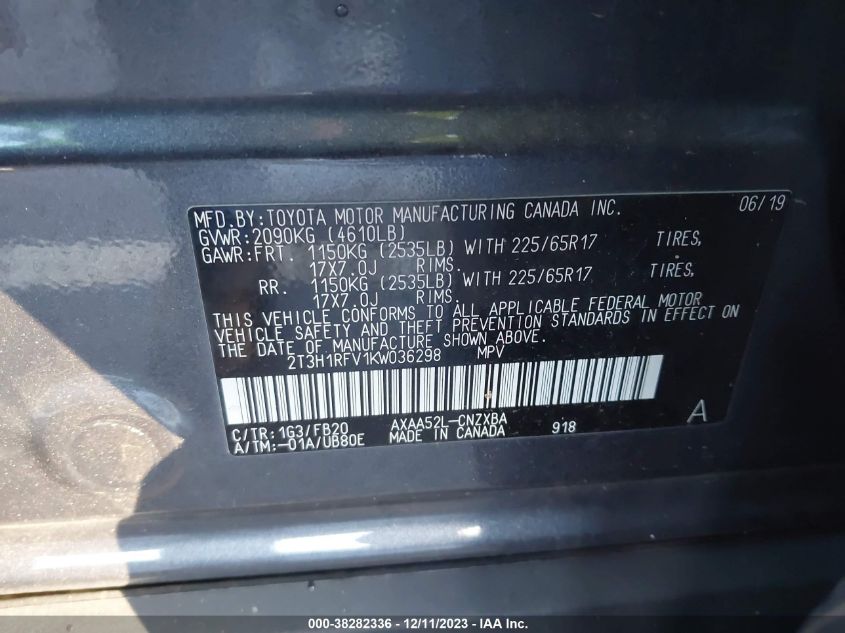 MFD.BY:TOYOTA MOTOR MANUFACTURING CANADA INC. 06/19
GVWR:2090KG (4610LB)
GAWR:FRT. 1150KG (2535LB) WITH 225/65R17 TIRES,
17X7.0J RIMS.
RR. 1150KG (2535LB) WITH 225/65R17 TIRES,
17X7.0J RIMS.
THIS VEHICLE CONFORMS TO ALL APPLICABLE FEDERAL MOTOR
VEHICLE SAFETY AND THEFT PREVENTION STANDARDS IN EFFECT ON
THE DATE OF MANUFACTURE SHOWN ABOVE.
2T3H1RFV1KW036298 MPV
C/TR:1G3/FB20 AXAA52L-CNZXBA A
A/TM:-01A/UB80E MADE IN CANADA 918
000-38282336 - 12/11/2023 - IAA Inc.